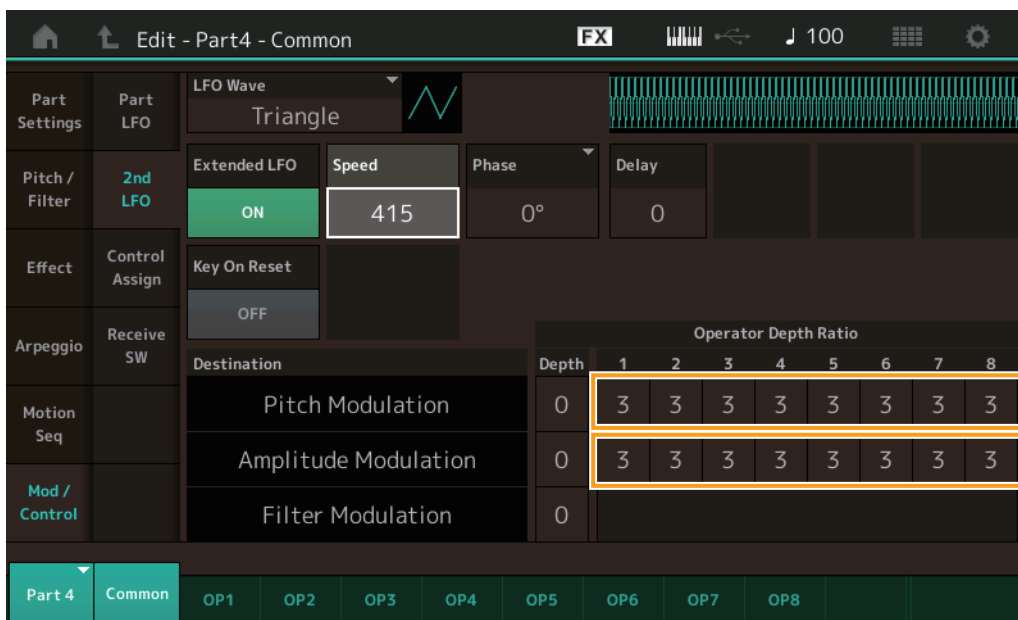 Edit - Part4 - Common
FX
♩ 100
Part Settings
Pitch / Filter
Effect
Arpeggio
Motion Seq
Mod / Control
Part LFO
2nd LFO
Control Assign
Receive SW
LFO Wave
Triangle
Extended LFO
ON
Speed
415
Phase
0°
Delay
0
Key On Reset
OFF
Operator Depth Ratio
Destination Depth 1 2 3 4 5 6 7 8
Pitch Modulation 0 3 3 3 3 3 3 3 3
Amplitude Modulation 0 3 3 3 3 3 3 3 3
Filter Modulation 0
Part 4 Common OP1 OP2 OP3 OP4 OP5 OP6 OP7 OP8